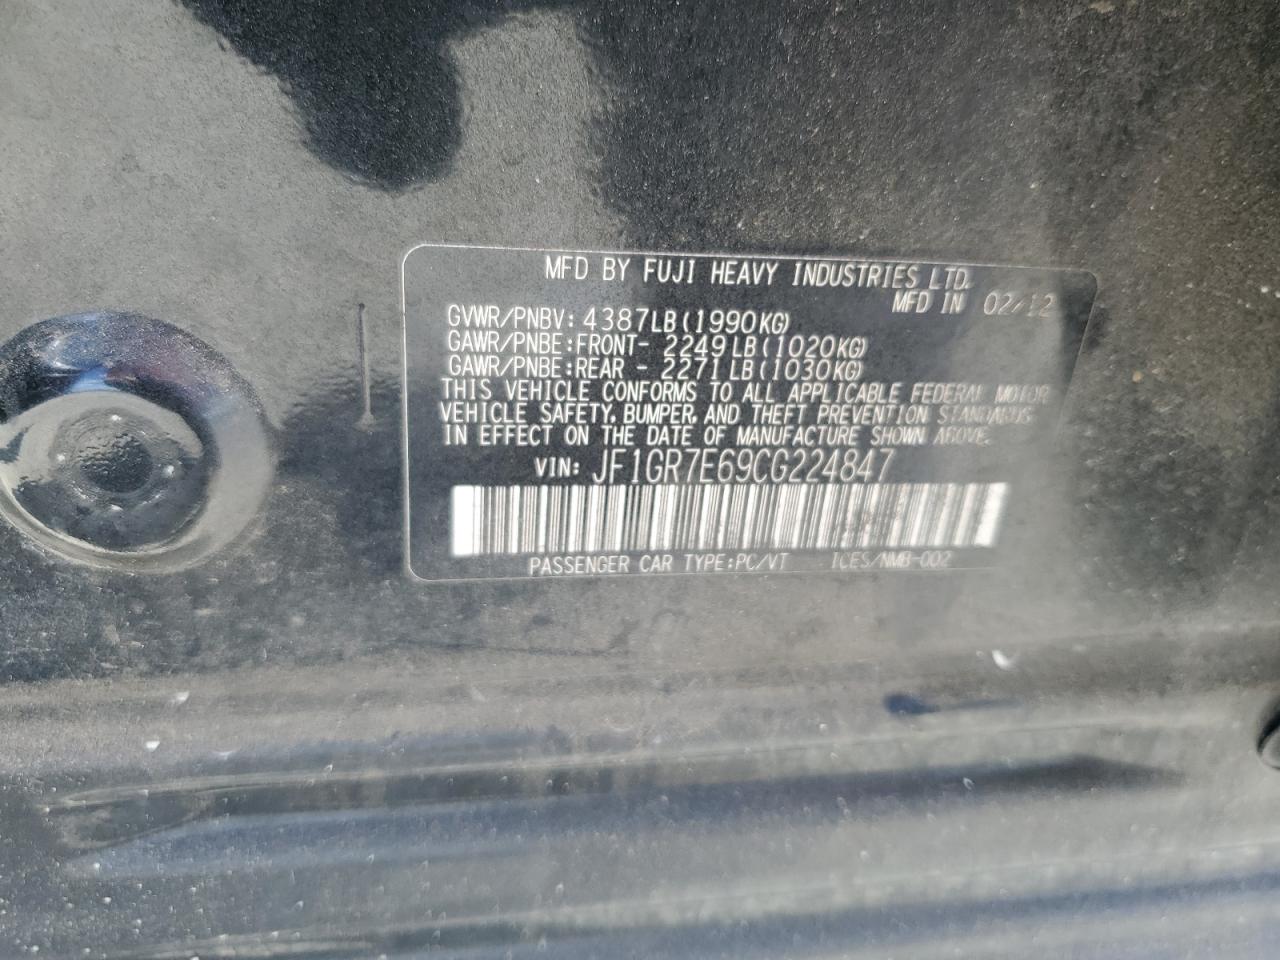 MFD BY FUJI HEAVY INDUSTRIES LTD.
MFD IN 02/12
GVWR/PNBV: 4387LB(1990KG)
GAWR/PNBE:FRONT- 2249LB(1020KG)
GAWR/PNBE:REAR - 2271LB(1030KG)
THIS VEHICLE CONFORMS TO ALL APPLICABLE FEDERAL MOTOR
VEHICLE SAFETY, BUMPER, AND THEFT PREVENTION STANDARDS
IN EFFECT ON THE DATE OF MANUFACTURE SHOWN ABOVE.
VIN: JF1GR7E69CG224847
PASSENGER CAR TYPE:PC/VT ICES/NMB-002